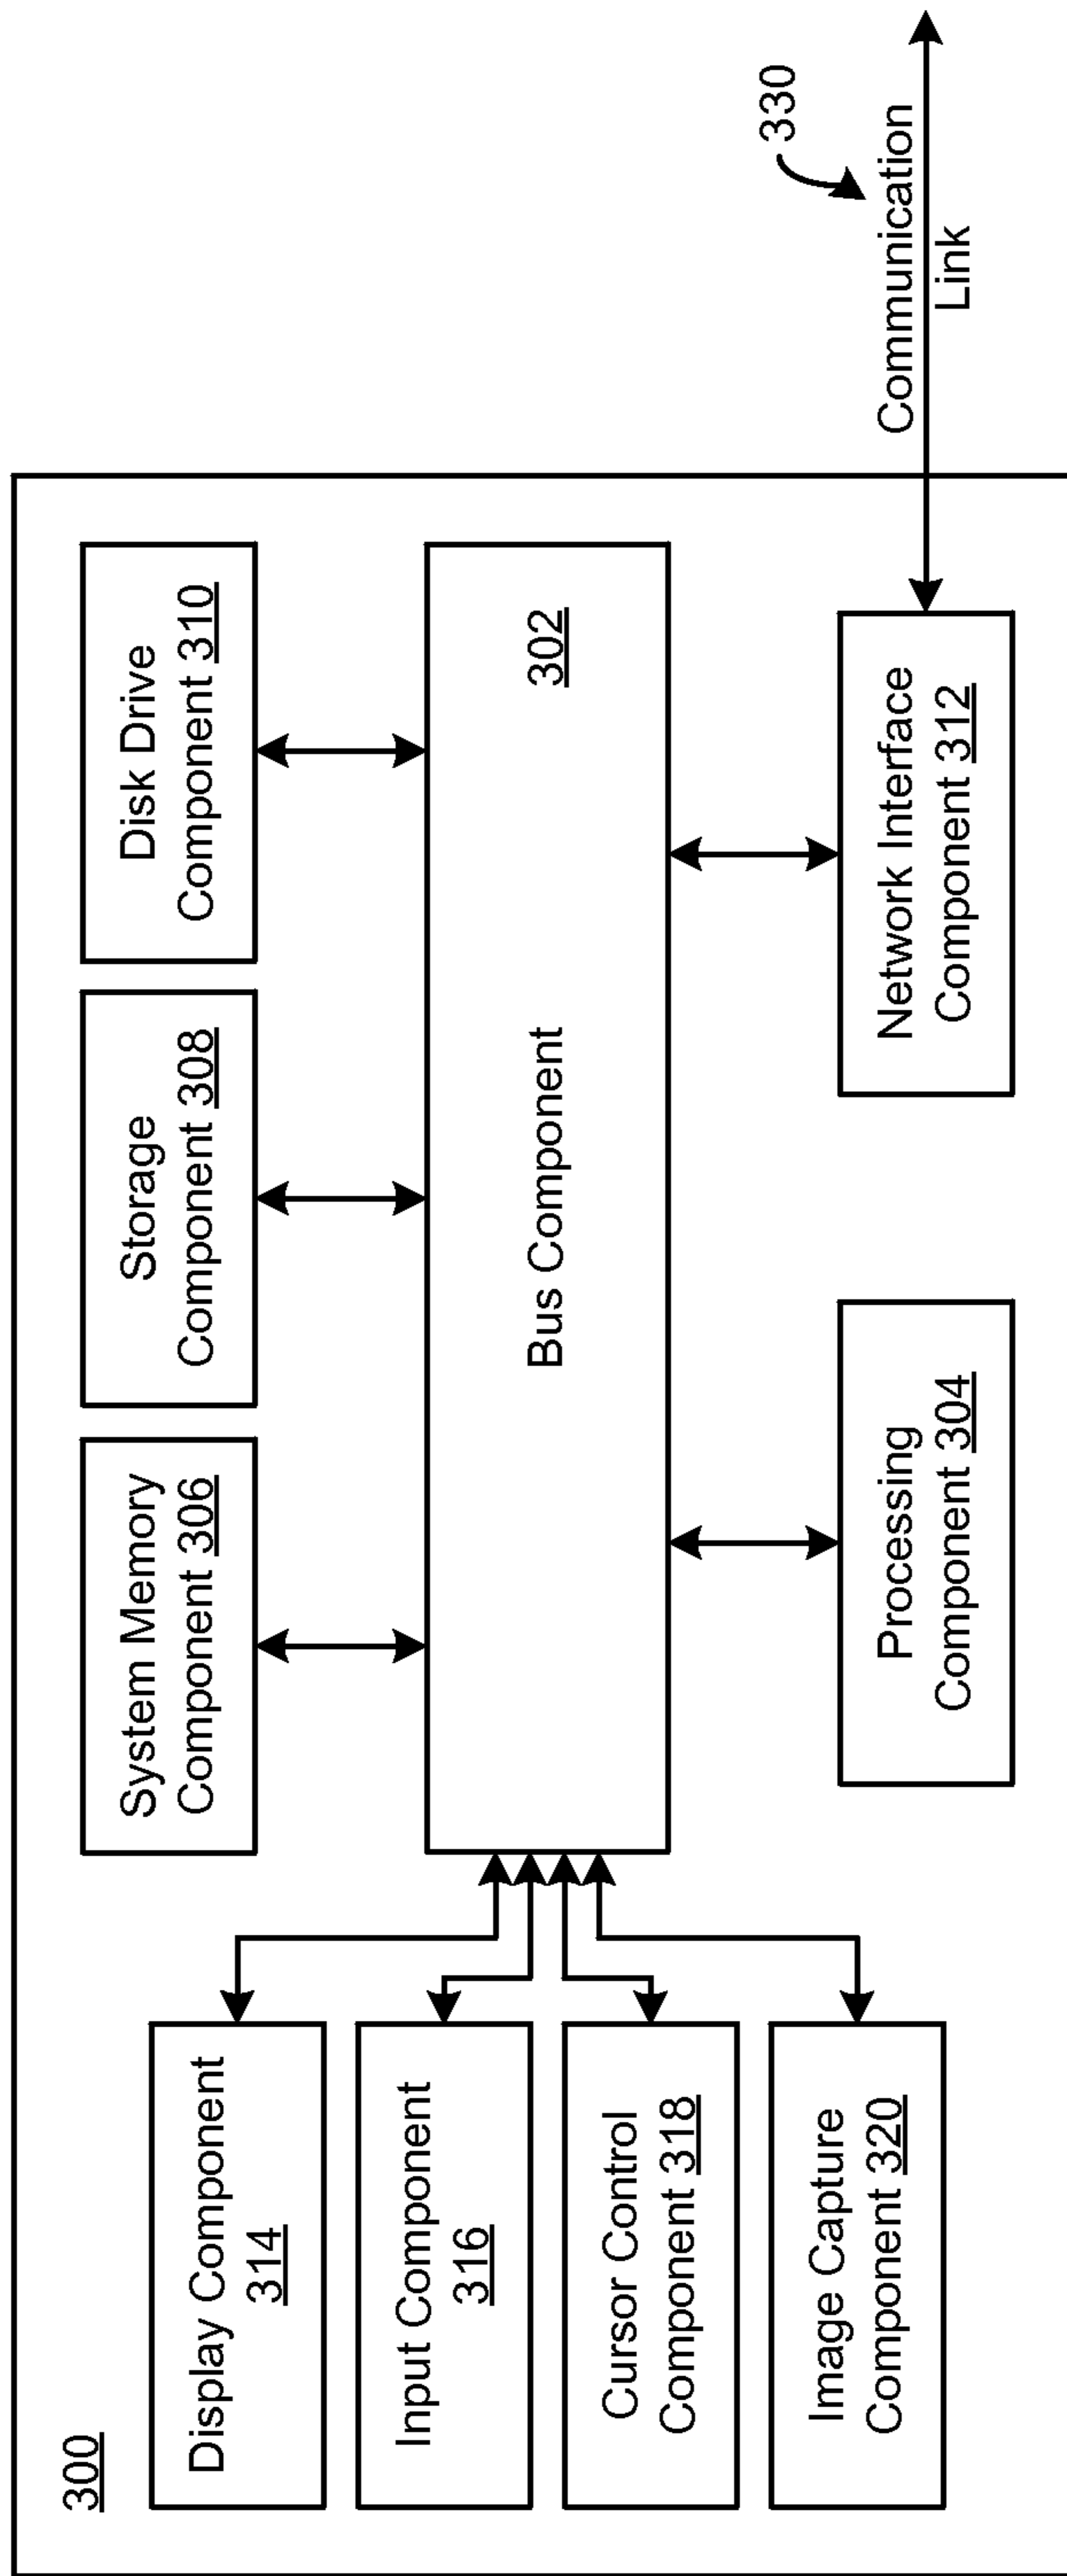 300
Display Component
314
Input Component
316
Cursor Control
Component 318
Image Capture
Component 320
System Memory
Component 306
Storage
Component 308
Disk Drive
Component 310
Bus Component
302
Processing
Component 304
Network Interface
Component 312
330
Communication
Link